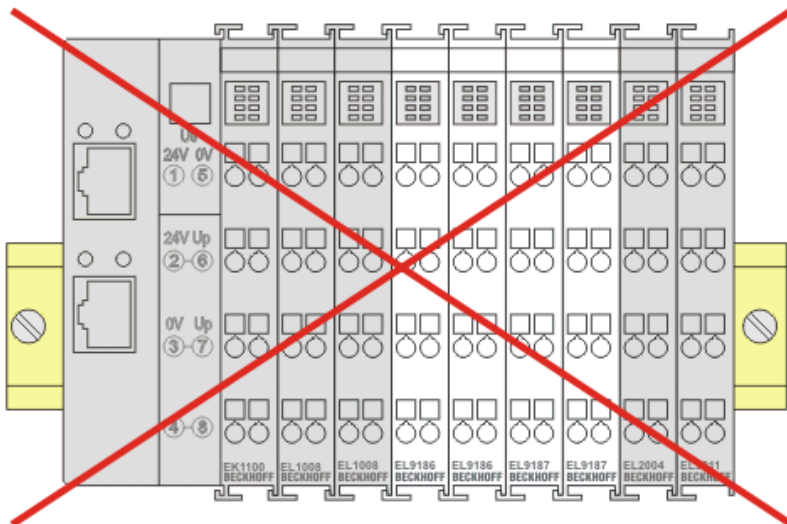 Us
24V 0V
1 5
24V Up
2 6
0V Up
3 7
4 8
EK1100 EL1008 EL1008 EL9186 EL9186 EL9187 EL9187 EL2004
BECKHOFF BECKHOFF BECKHOFF BECKHOFF BECKHOFF BECKHOFF BECKHOFF BECKHOFF BECKHOFF